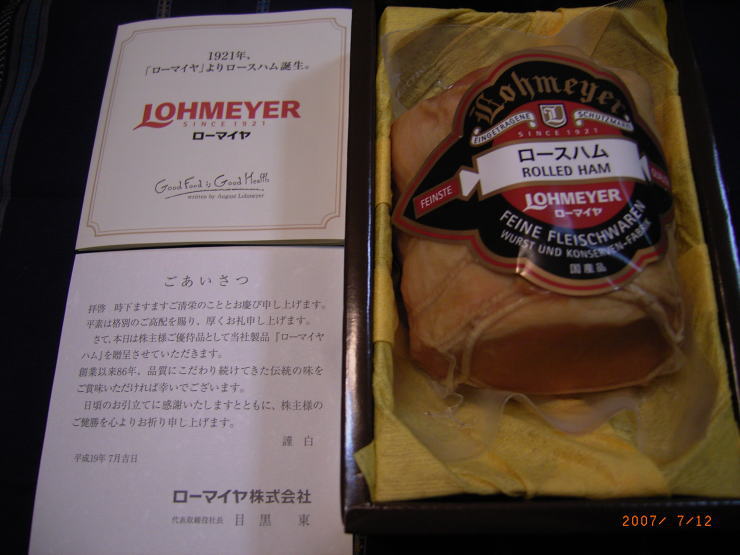 1921年、
「ローマイヤ」よりロースハム誕生。
LOHMEYER
SINCE 1921
ローマイヤ
Good Food is Good Health
written by August Lohmeyer
ごあいさつ
拝啓 時下ますますご清栄のこととお慶び申し上げます。
平素は格別のご高配を賜り、厚くお礼申し上げます。
さて、本日は株主様ご優待品として当社製品『ローマイヤ
ハム』を贈呈させていただきます。
創業以来86年、品質にこだわり続けてきた伝統の味を
ご賞味いただければ幸いでございます。
日頃のお引立てに感謝いたしますとともに、株主様の
ご健勝を心よりお祈り申し上げます。
謹白
平成19年 7月吉日
ローマイヤ株式会社
代表取締役社長 目黒 東
Lohmeyer
EINGETRAGENE SCHUTZMARKE
L
SINCE 1921
ロースハム
ROLLED HAM
FEINSTE
LOHMEYER
ローマイヤ
FEINE FLEISCHWAREN
WURST UND KONSERVEN-FABRIK
国産品
2007/ 7/12